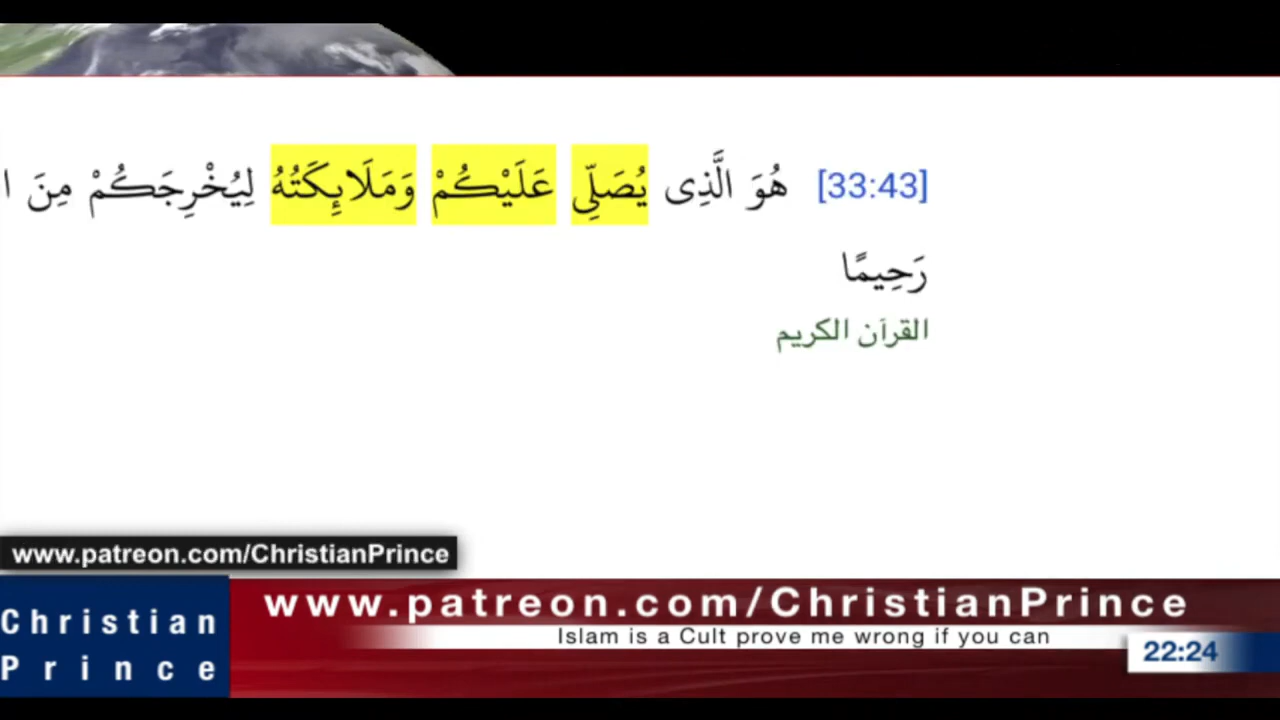 [33:43] هُوَ الَّذِى يُصَلِّى عَلَيْكُمْ وَمَلَائِكَتُهُ لِيُخْرِجَكُمْ مِنَ
رَحِيمًا
القرآن الكريم
www.patreon.com/ChristianPrince
www.patreon.com/ChristianPrince
Islam is a Cult prove me wrong if you can
Christian
Prince
22:24